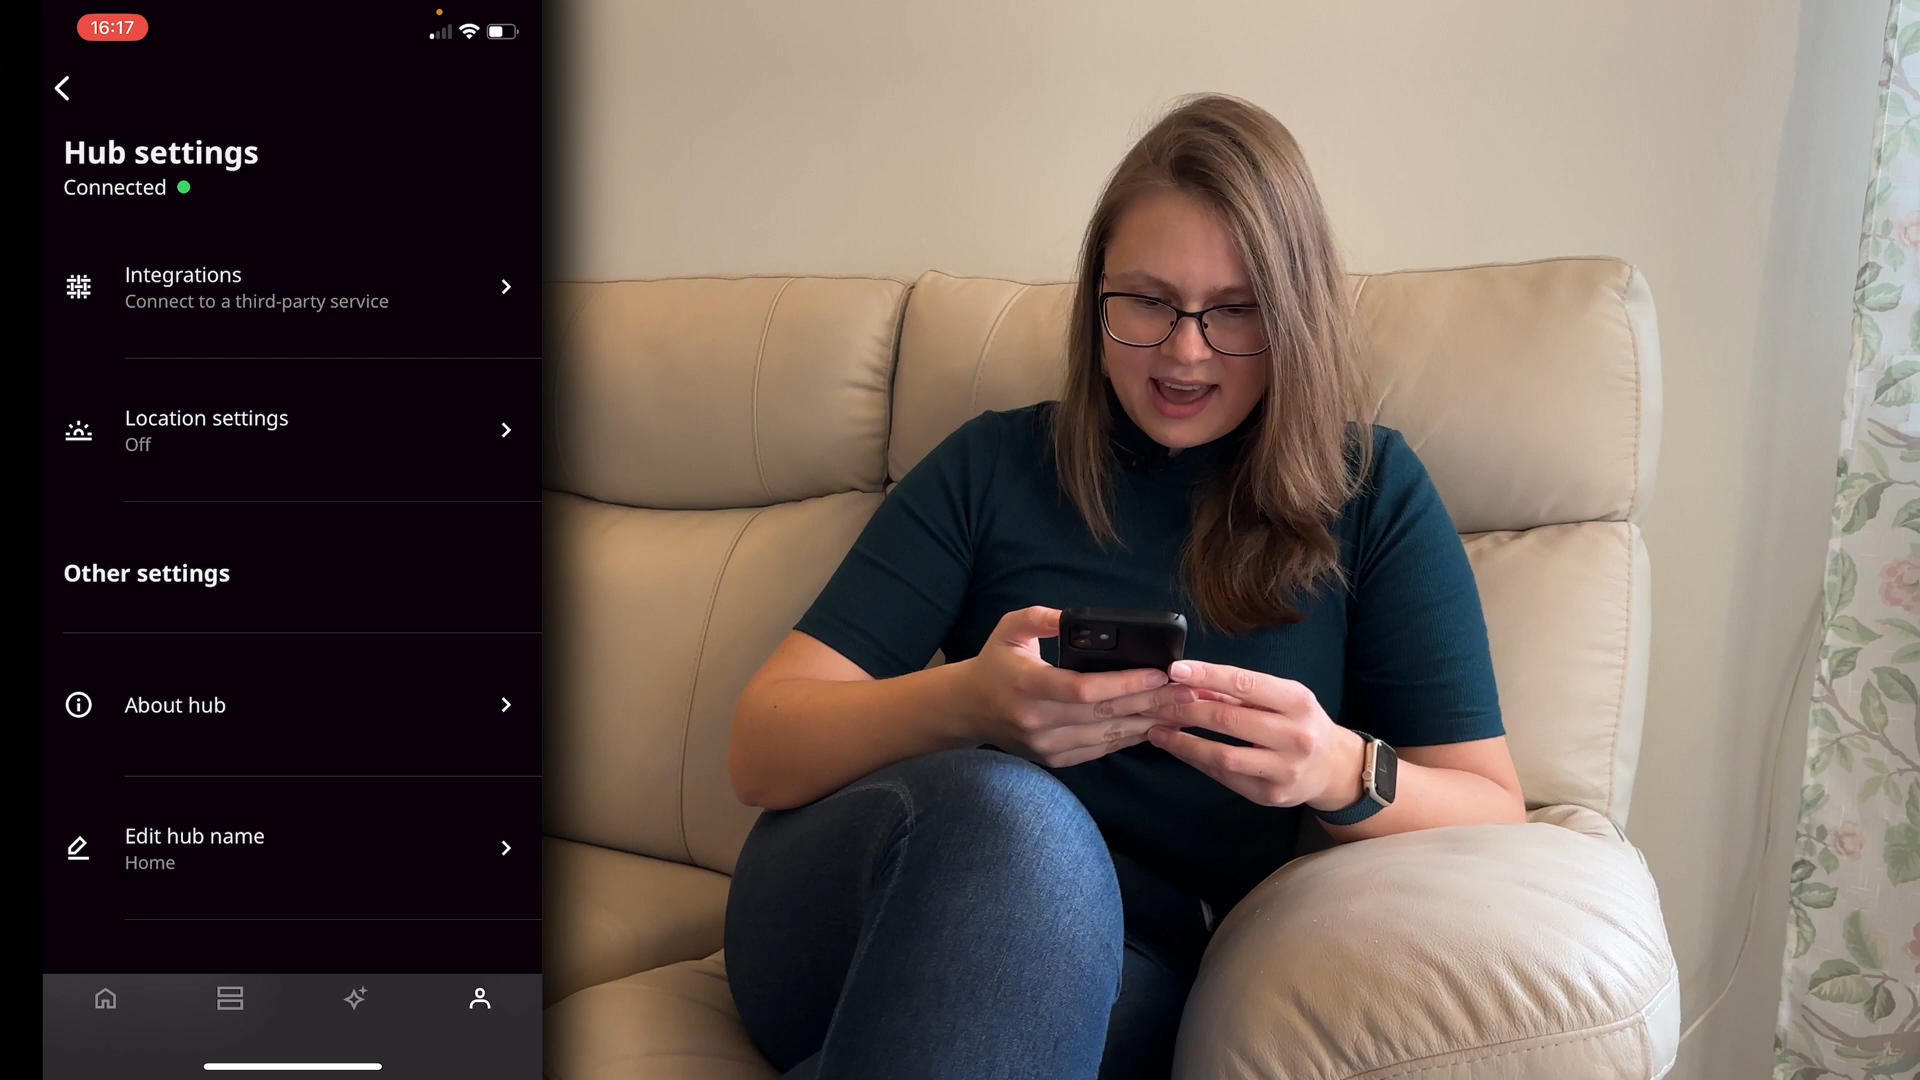 16:17
Hub settings
Connected
Integrations
Connect to a third-party service
Location settings
Off
Other settings
About hub
Edit hub name
Home